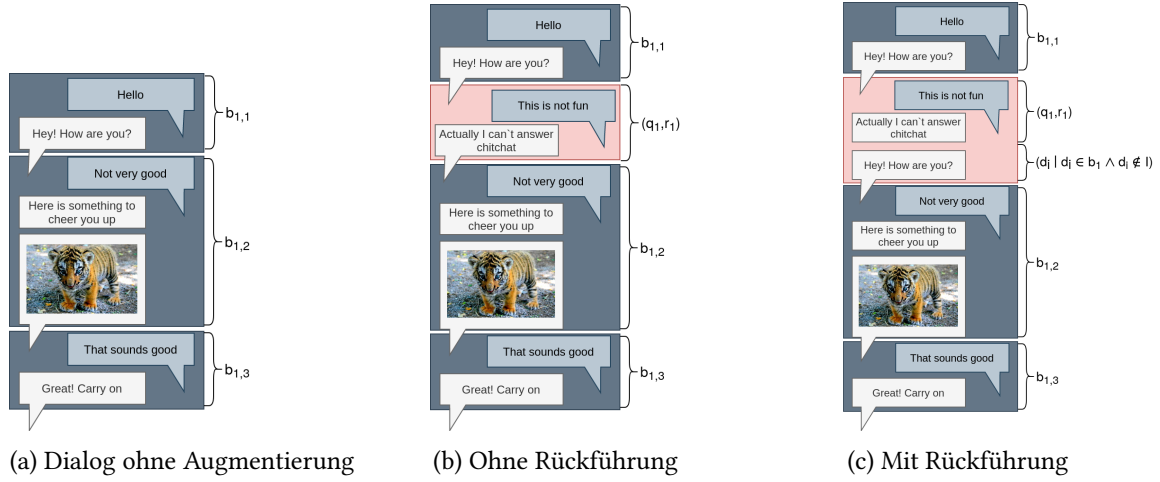 Hello
Hey! How are you?
b1,1
Not very good
Here is something to
cheer you up
b1,2
That sounds good
Great! Carry on
b1,3
(a) Dialog ohne Augmentierung
Hello
Hey! How are you?
b1,1
This is not fun
Actually I can`t answer
chitchat
(q1,r1)
Not very good
Here is something to
cheer you up
b1,2
That sounds good
Great! Carry on
b1,3
(b) Ohne Rückführung
Hello
Hey! How are you?
b1,1
This is not fun
Actually I can`t answer
chitchat
(q1,r1)
Hey! How are you?
(di | di ∈ b1 ∧ di ∉ I)
Not very good
Here is something to
cheer you up
b1,2
That sounds good
Great! Carry on
b1,3
(c) Mit Rückführung